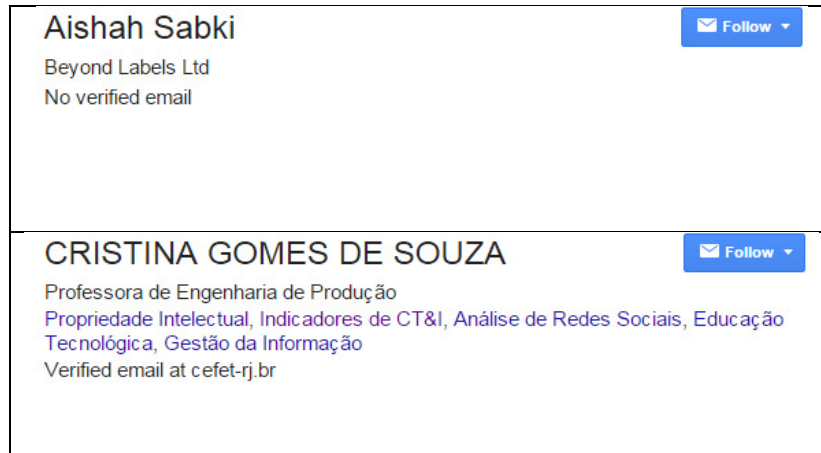 Aishah Sabki
Follow
Beyond Labels Ltd
No verified email
CRISTINA GOMES DE SOUZA
Follow
Professora de Engenharia de Produção
Propriedade Intelectual, Indicadores de CT&I, Análise de Redes Sociais, Educação
Tecnológica, Gestão da Informação
Verified email at cefet-rj.br